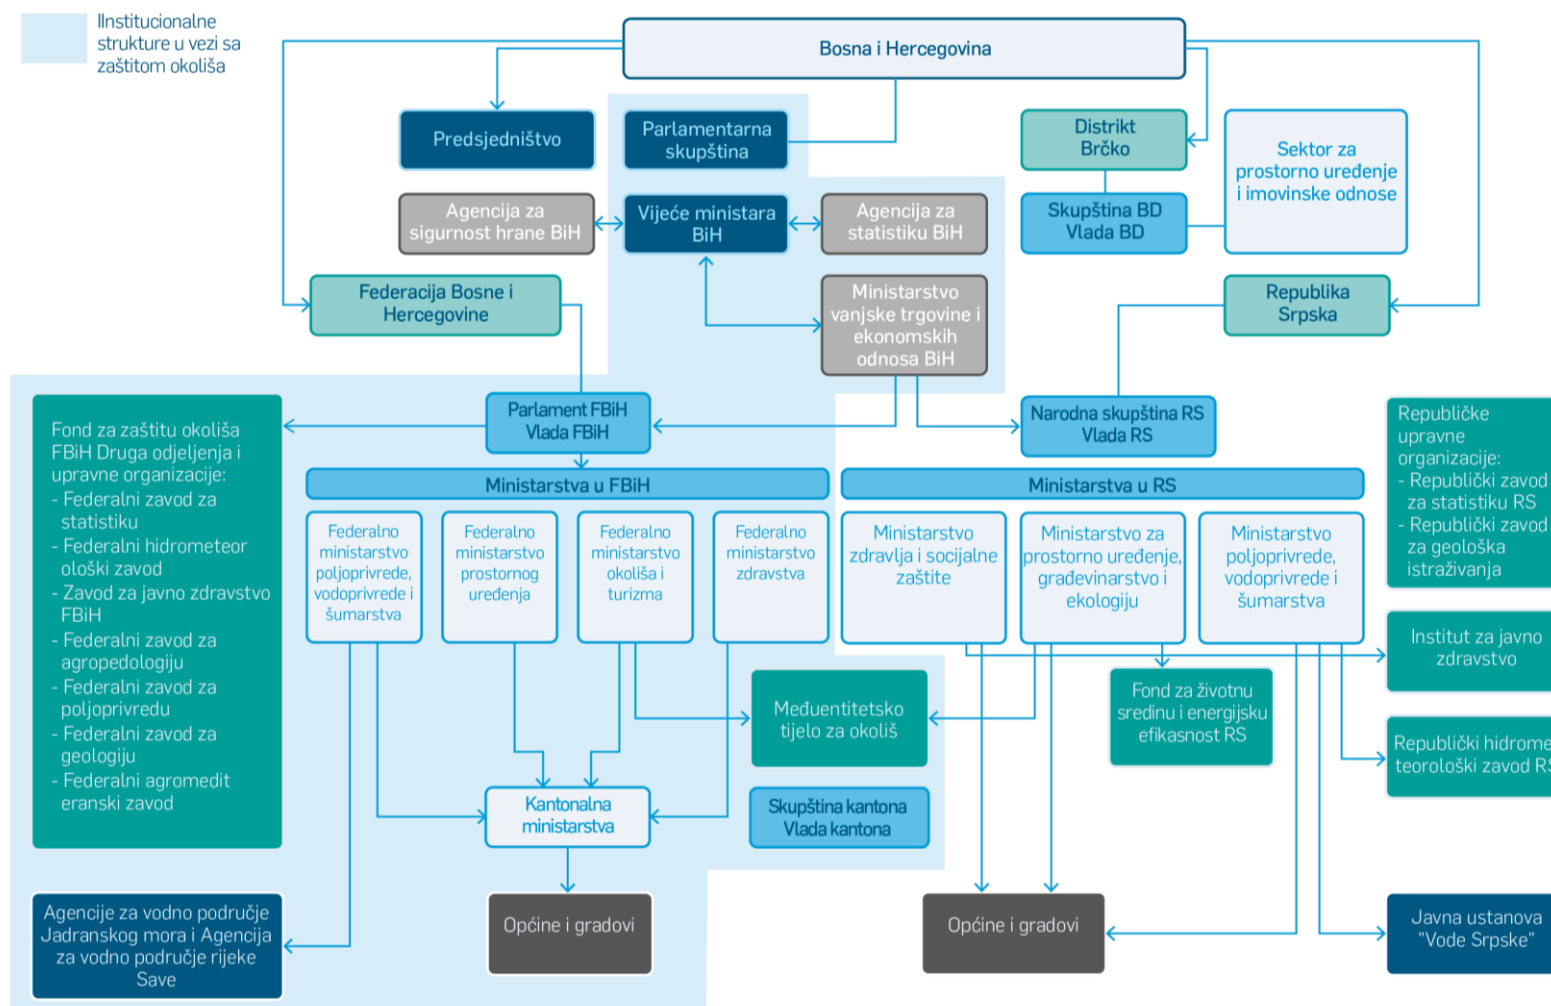 IInstitucionalne
strukture u vezi sa
zaštitom okoliša
Bosna i Hercegovina
Predsjedništvo
Parlamentarna
skupština
Distrikt
Brčko
Sektor za
prostorno uređenje
i imovinske odnose
Agencija za
sigurnost hrane BiH
Vijeće ministara
BiH
Agencija za
statistiku BiH
Skupština BD
Vlada BD
Federacija Bosne i
Hercegovine
Ministarstvo
vanjske trgovine i
ekonomskih
odnosa BiH
Republika
Srpska
Fond za zaštitu okoliša
FBiH Druga odjeljenja i
upravne organizacije:
- Federalni zavod za
statistiku
- Federalni hidrometeor
ološki zavod
- Zavod za javno zdravstvo
FBiH
- Federalni zavod za
agropedologiju
- Federalni zavod za
poljoprivredu
- Federalni zavod za
geologiju
- Federalni agromedit
eranski zavod
Parlament FBiH
Vlada FBiH
Narodna skupština RS
Vlada RS
Republičke
upravne
organizacije:
- Republički zavod
za statistiku RS
- Republički zavod
za geološka
istraživanja
Ministarstva u FBiH
Ministarstva u RS
Federalno
ministarstvo
poljoprivrede,
vodoprivrede i
šumarstva
Federalno
ministarstvo
prostornog
uređenja
Federalno
ministarstvo
okoliša i
turizma
Federalno
ministarstvo
zdravstva
Ministarstvo
zdravlja i socijalne
zaštite
Ministarstvo za
prostorno uređenje,
građevinarstvo i
ekologiju
Ministarstvo
poljoprivrede,
vodoprivrede i
šumarstva
Institut za javno
zdravstvo
Međuentitetsko
tijelo za okoliš
Fond za životnu
sredinu i energijsku
efikasnost RS
Republički hidrome
teorološki zavod RS
Kantonalna
ministarstva
Skupština kantona
Vlada kantona
Agencije za vodno područje
Jadranskog mora i Agencija
za vodno područje rijeke
Save
Općine i gradovi
Općine i gradovi
Javna ustanova
"Vode Srpske"